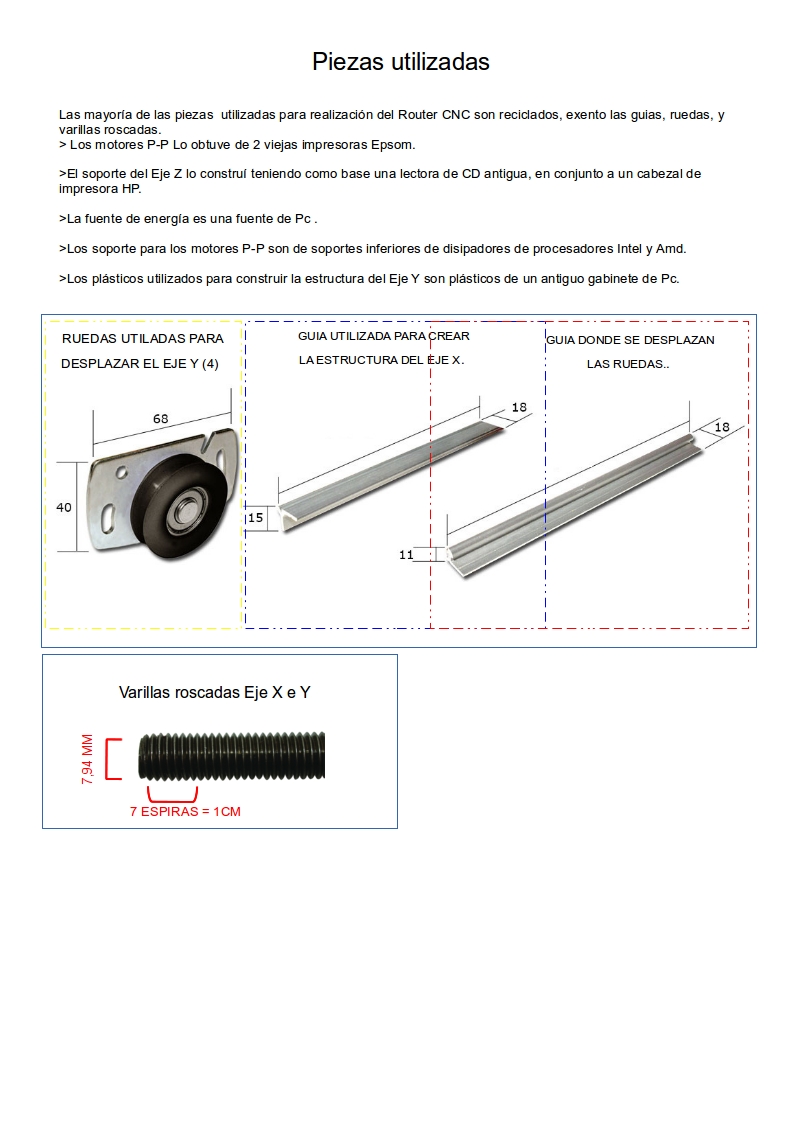 Piezas utilizadas
Las mayoría de las piezas utilizadas para realización del Router CNC son reciclados, exento las guias, ruedas, y
varillas roscadas.
> Los motores P-P Lo obtuve de 2 viejas impresoras Epsom.
>El soporte del Eje Z lo construí teniendo como base una lectora de CD antigua, en conjunto a un cabezal de
impresora HP.
>La fuente de energía es una fuente de Pc .
>Los soporte para los motores P-P son de soportes inferiores de disipadores de procesadores Intel y Amd.
>Los plásticos utilizados para construir la estructura del Eje Y son plásticos de un antiguo gabinete de Pc.
RUEDAS UTILADAS PARA
DESPLAZAR EL EJE Y (4)
68
40
GUIA UTILIZADA PARA CREAR
LA ESTRUCTURA DEL EJE X.
18
15
GUIA DONDE SE DESPLAZAN
LAS RUEDAS..
18
11
Varillas roscadas Eje X e Y
7,94 MM
7 ESPIRAS = 1CM